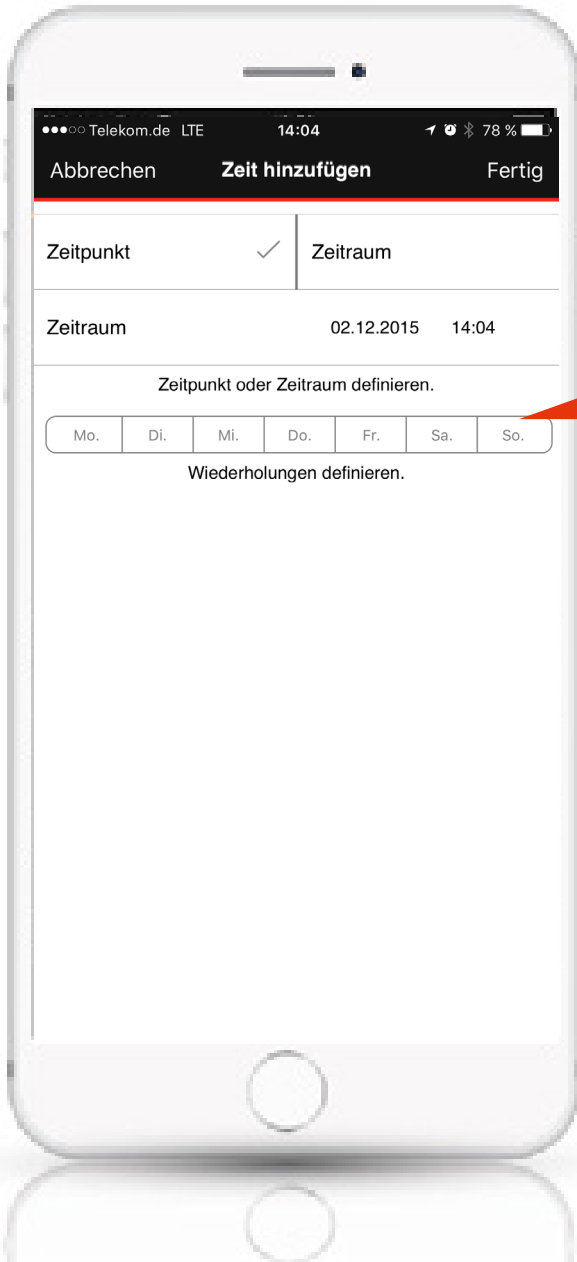 Telekom.de LTE 14:04 78 %
Abbrechen Zeit hinzufügen Fertig
Zeitpunkt Zeitraum
Zeitraum 02.12.2015 14:04
Zeitpunkt oder Zeitraum definieren.
Mo. Di. Mi. Do. Fr. Sa. So.
Wiederholungen definieren.